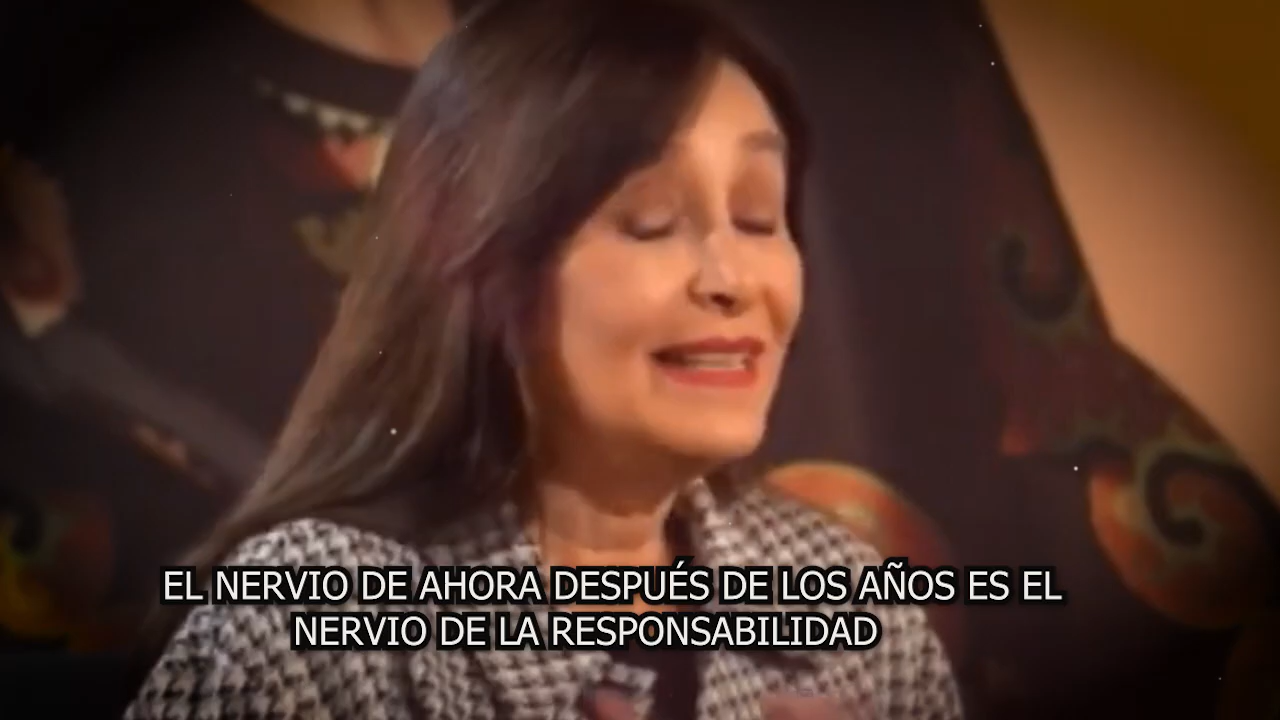 EL NERVIO DE AHORA DESPUÉS DE LOS AÑOS ES EL
NERVIO DE LA RESPONSABILIDAD